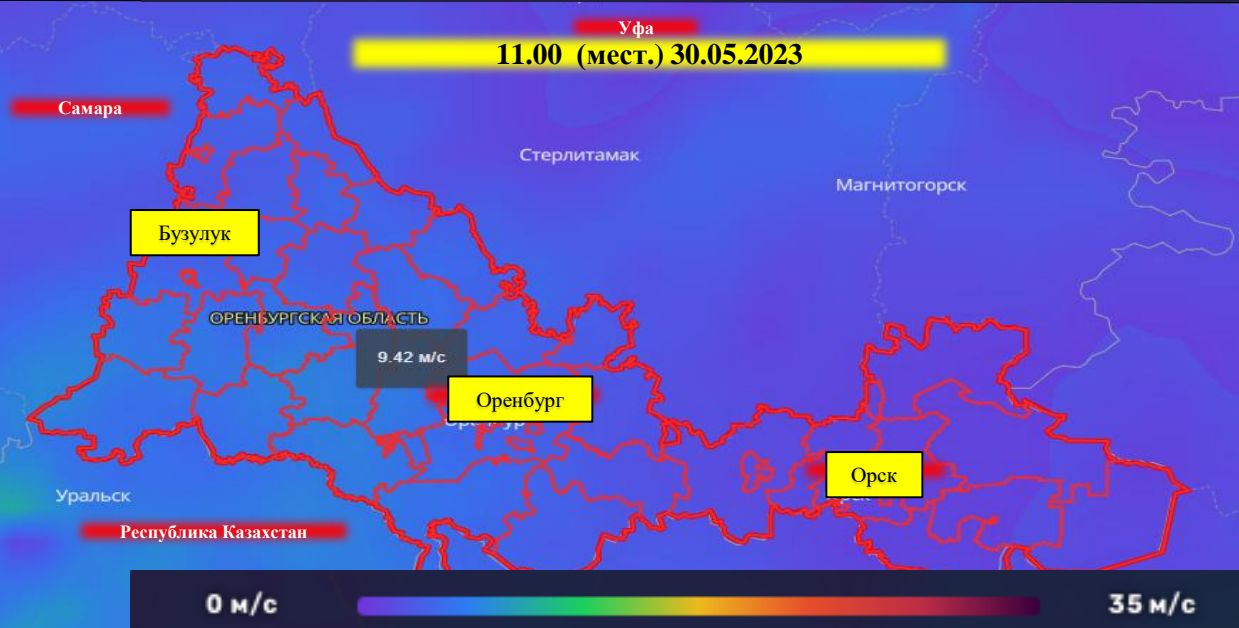 Уфа
11.00 (мест.) 30.05.2023
Самара
Стерлитамак
Магнитогорск
Бузулук
ОРЕНБУРГСКАЯ ОБЛАСТЬ
9.42 м/с
Оренбург
Орск
Уральск
Республика Казахстан
0 м/с
35 м/с